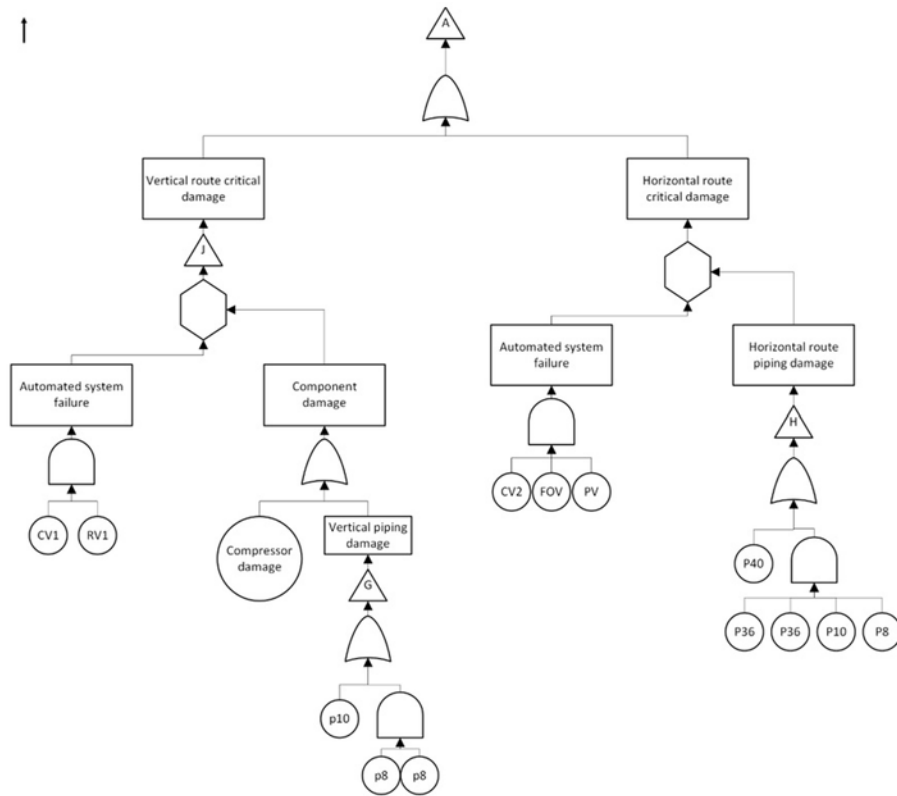 A
Vertical route critical
damage
Horizontal route
critical damage
J
Automated system
failure
Component
damage
Automated system
failure
Horizontal route
piping damage
H
CV1
RV1
CV2
FOV
PV
Compressor
damage
Vertical piping
damage
G
P40
P36
P36
P10
P8
p10
p8
p8